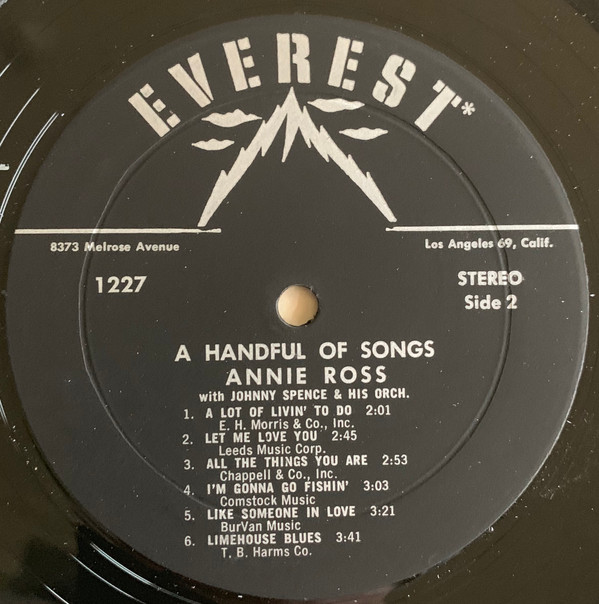 EVEREST*
8373 Melrose Avenue
Los Angeles 69, Calif.
1227
STEREO
Side 2
A HANDFUL OF SONGS
ANNIE ROSS
with JOHNNY SPENCE & HIS ORCH.
1. A LOT OF LIVIN' TO DO 2:01
E. H. Morris & Co., Inc.
2. LET ME LOVE YOU 2:45
Leeds Music Corp.
3. ALL THE THINGS YOU ARE 2:53
Chappell & Co., Inc.
4. I'M GONNA GO FISHIN' 3:03
Comstock Music
5. LIKE SOMEONE IN LOVE 3:21
BurVan Music
6. LIMEHOUSE BLUES 3:41
T. B. Harms Co.